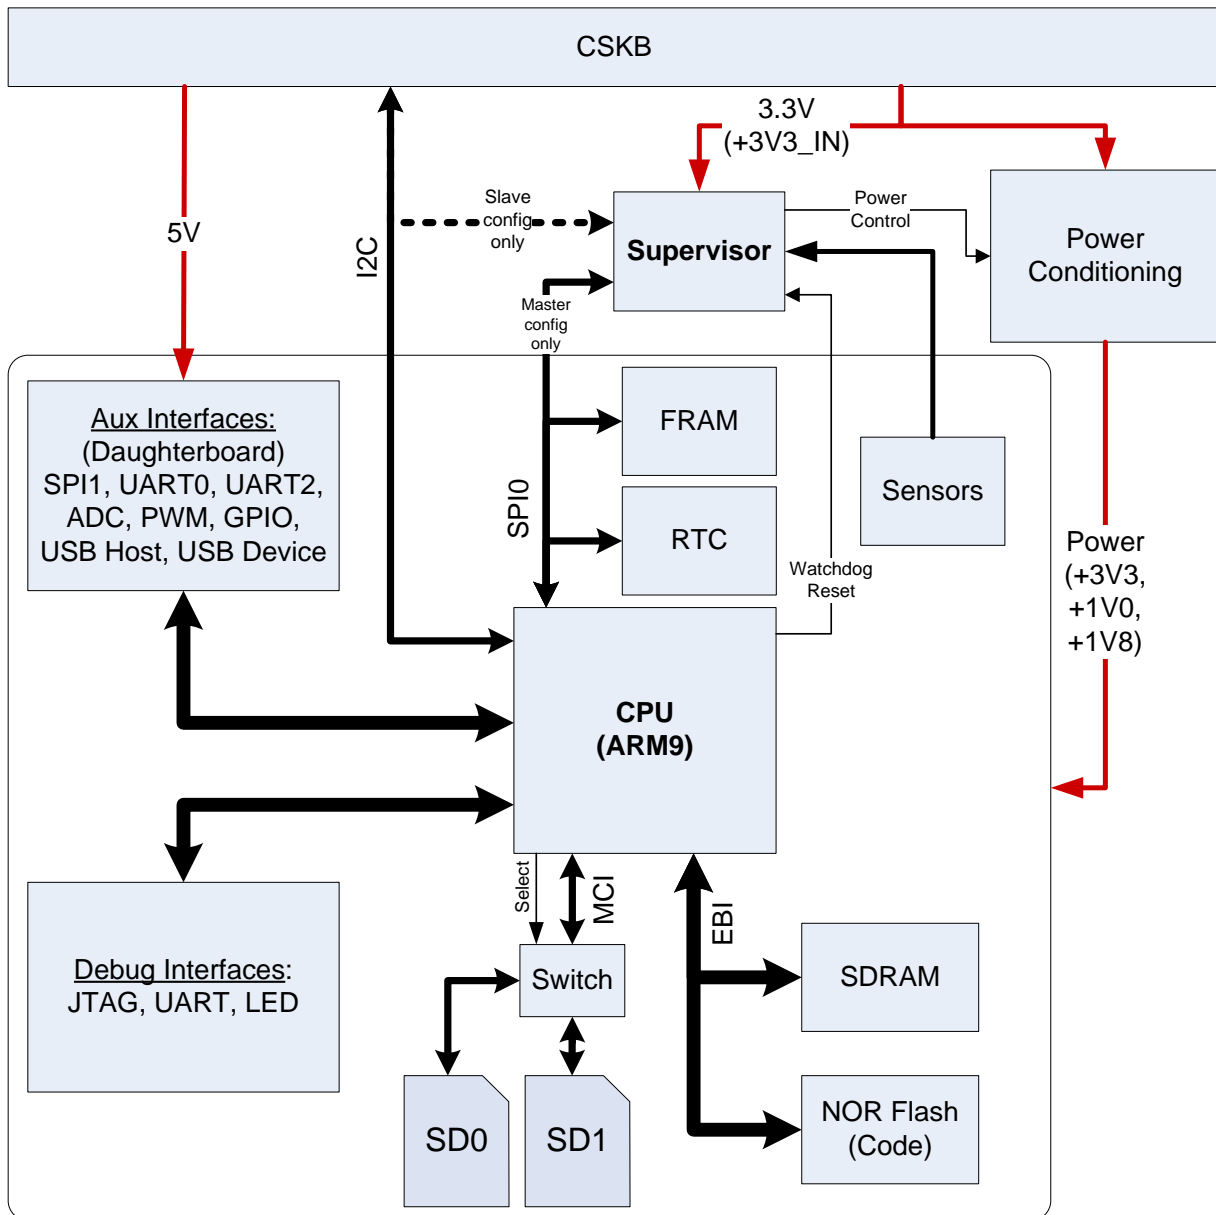 CSKB
3.3V
(+3V3_IN)
5V
I2C
Slave
config
only
Supervisor
Power
Control
Power
Conditioning
Master
config
only
Aux Interfaces:
(Daughterboard)
SPI1, UART0, UART2,
ADC, PWM, GPIO,
USB Host, USB Device
SPI0
FRAM
RTC
Sensors
Watchdog
Reset
Power
(+3V3,
+1V0,
+1V8)
CPU
(ARM9)
Select
MCI
EBI
Debug Interfaces:
JTAG, UART, LED
Switch
SDRAM
SD0
SD1
NOR Flash
(Code)